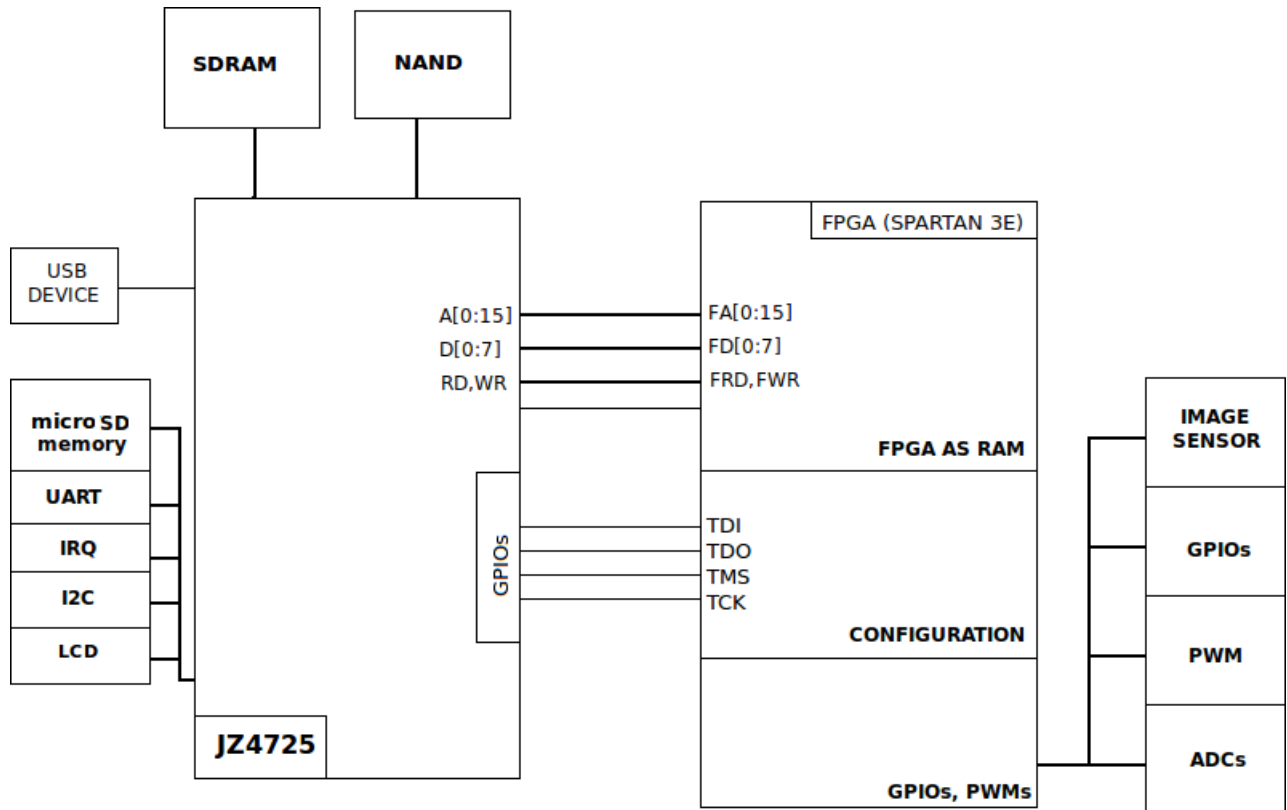 SDRAM
NAND
FPGA (SPARTAN 3E)
USB
DEVICE
A[0:15]
FA[0:15]
D[0:7]
FD[0:7]
RD,WR
FRD,FWR
micro SD
memory
UART
IRQ
I2C
LCD
FPGA AS RAM
GPIOs
TDI
TDO
TMS
TCK
CONFIGURATION
IMAGE
SENSOR
GPIOs
PWM
ADCs
JZ4725
GPIOs, PWMs